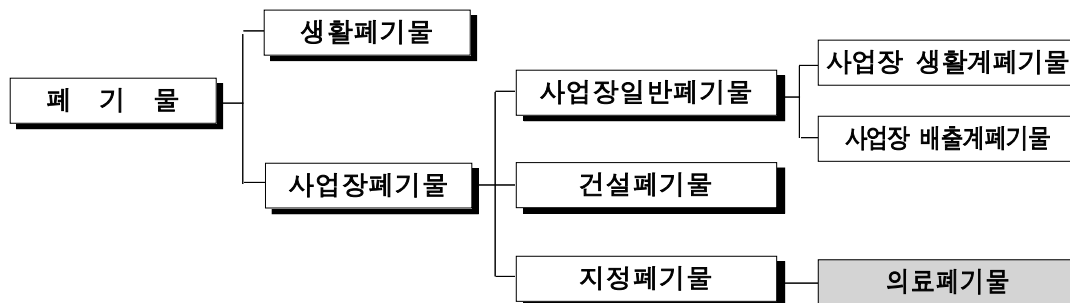 생활폐기물
사업장 생활계폐기물
폐 기 물
사업장일반폐기물
사업장 배출계폐기물
사업장폐기물
건설폐기물
지정폐기물
의료폐기물